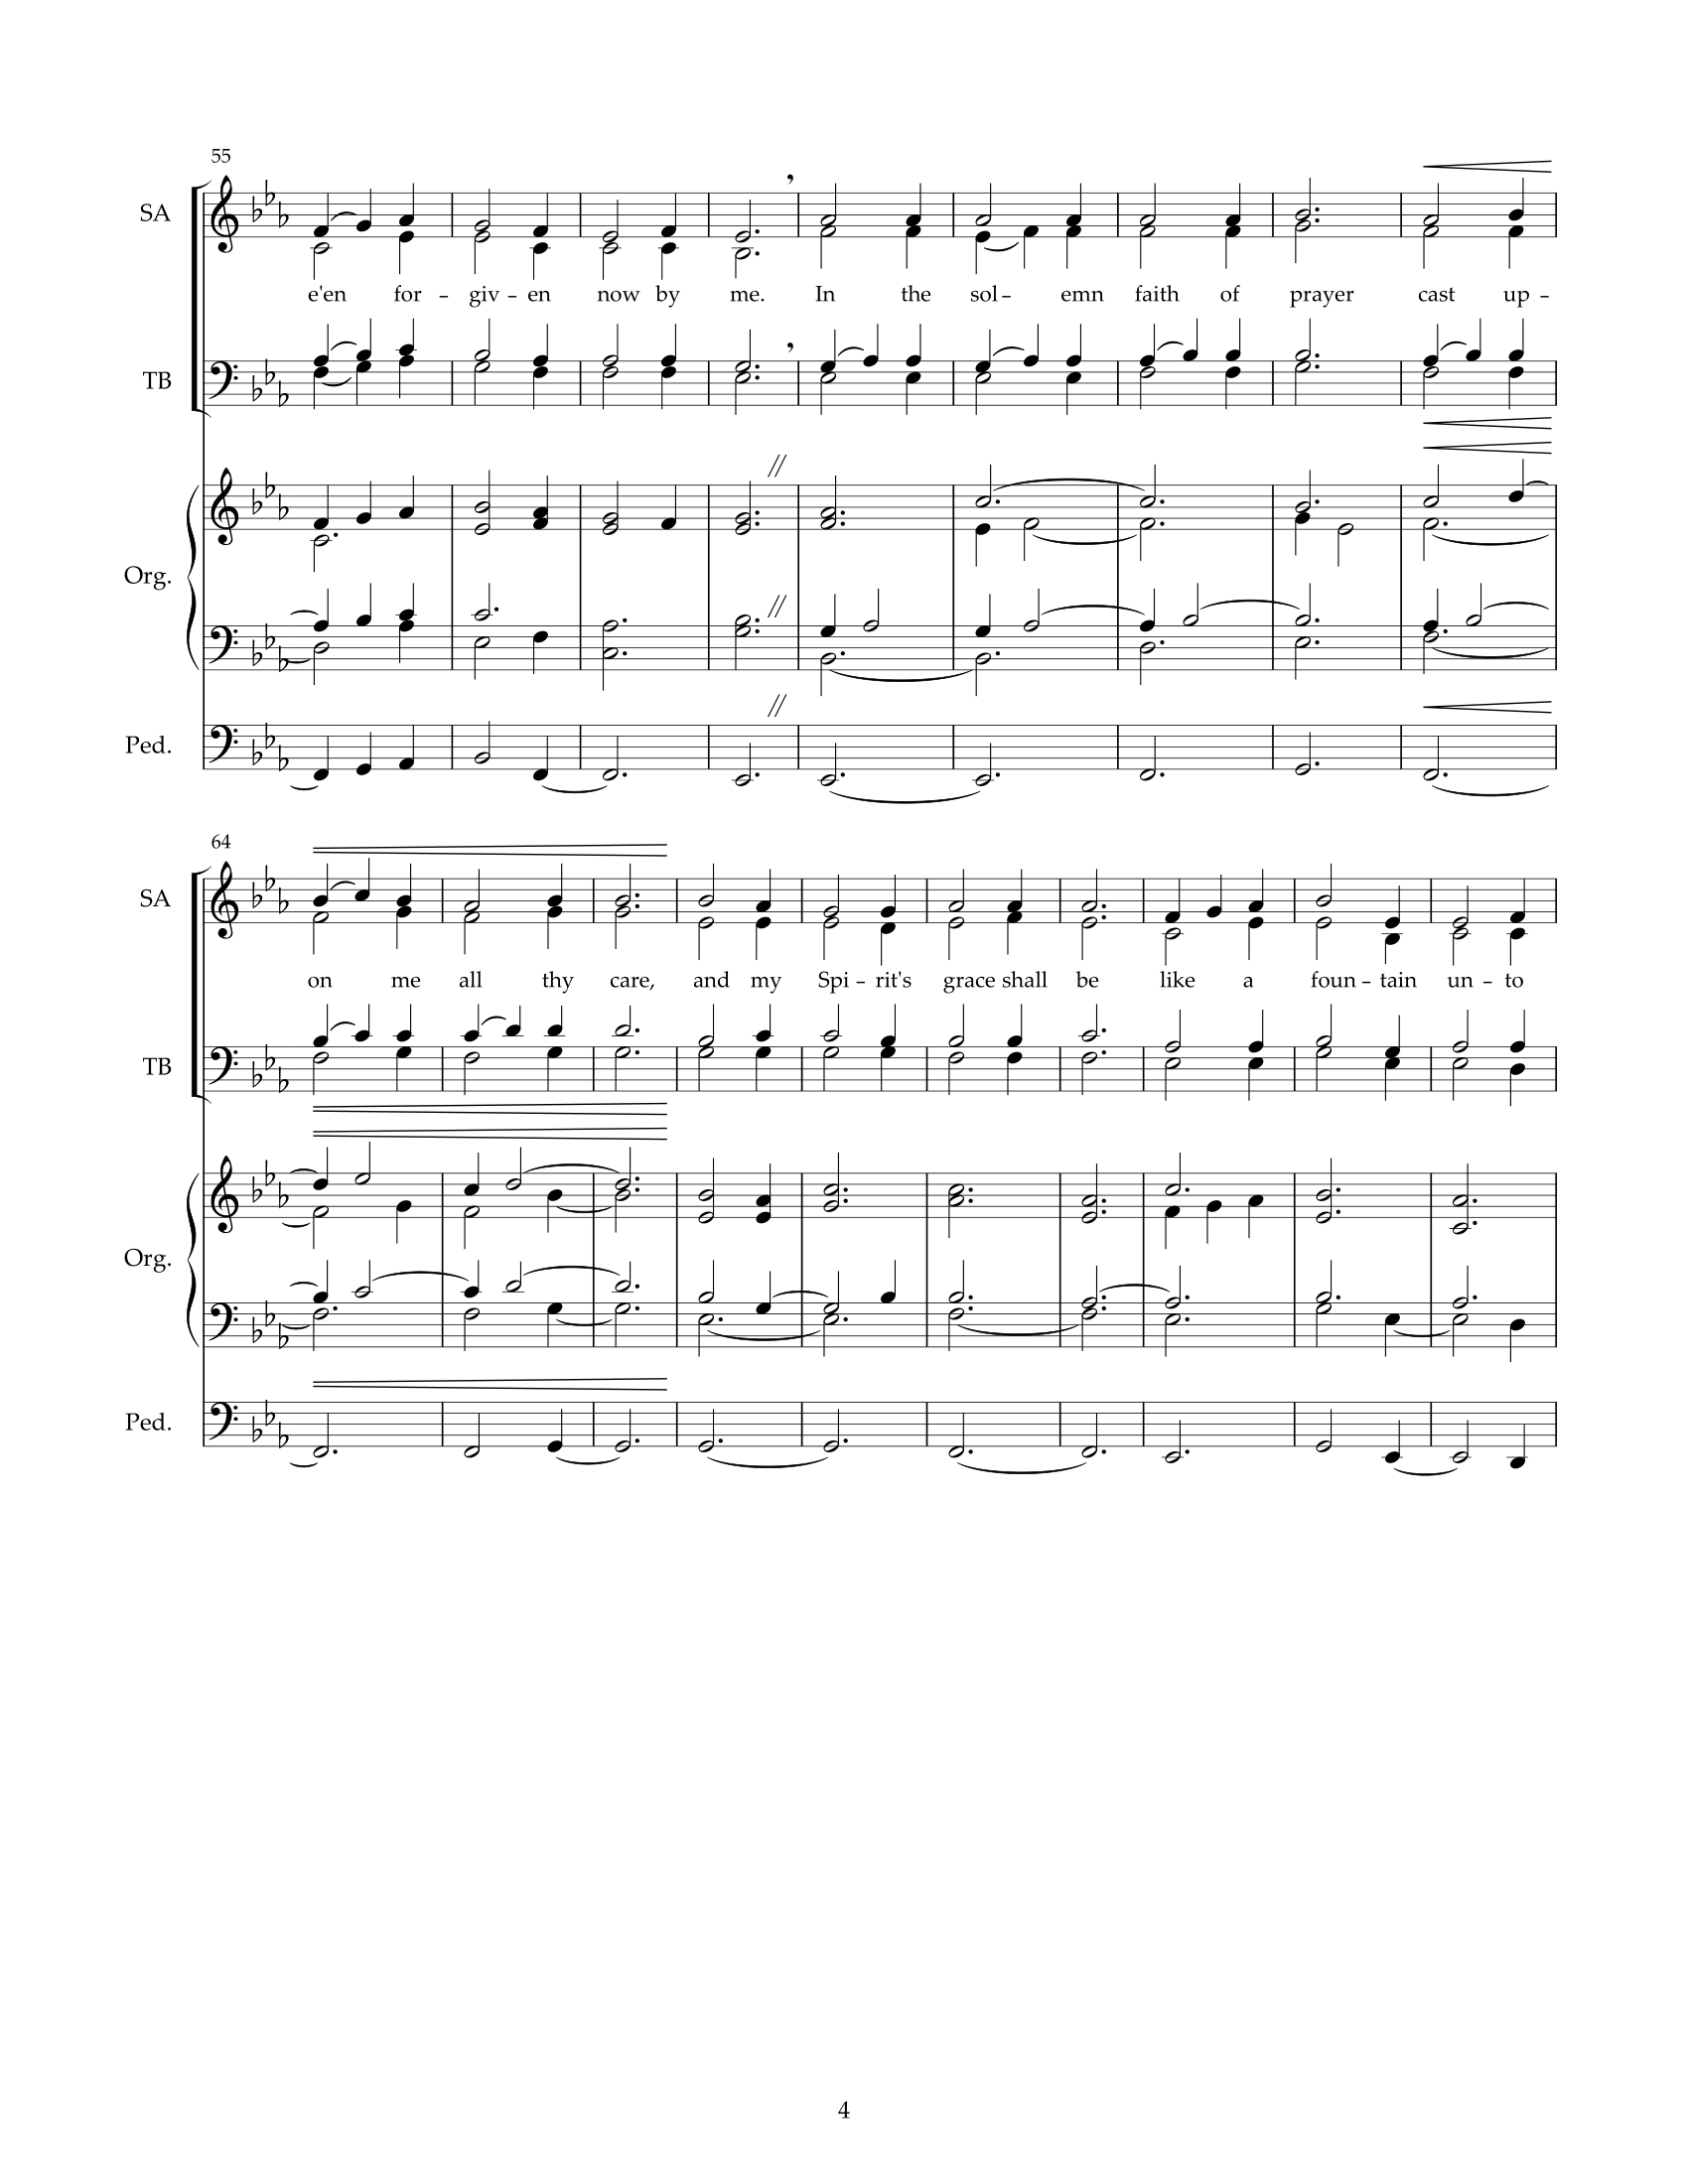 55
SA
e'en for - giv - en now by me. In the sol - emn faith of prayer cast up -
TB
Org.
Ped.
64
SA
on me all thy care, and my Spi - rit's grace shall be like a foun - tain un - to
TB
Org.
Ped.
4